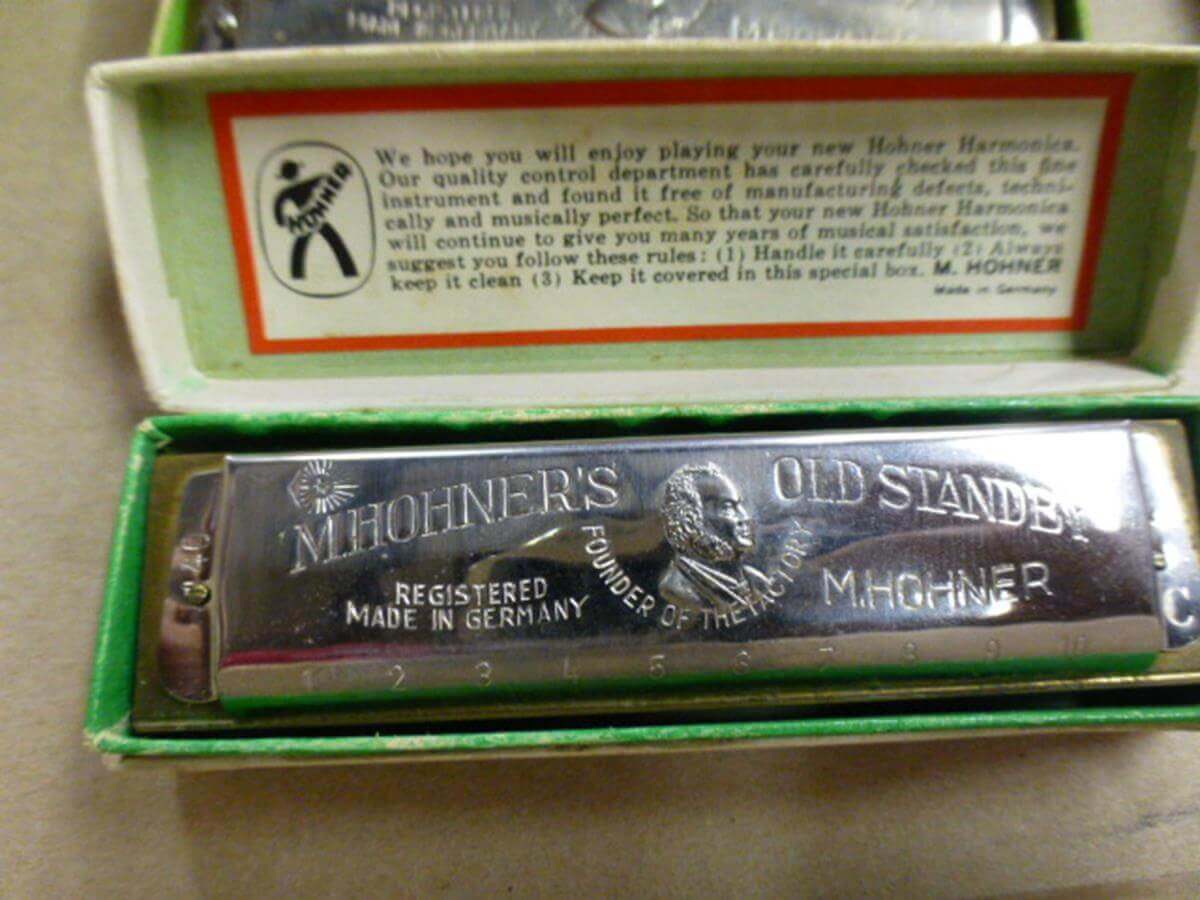 HOHNER
We hope you will enjoy playing your new Hohner Harmonica.
Our quality control department has carefully checked this fine
instrument and found it free of manufacturing defects, techni-
cally and musically perfect. So that your new Hohner Harmonica
will continue to give you many years of musical satisfaction, we
suggest you follow these rules: (1) Handle it carefully (2) Always
keep it clean (3) Keep it covered in this special box. M. HOHNER
Made in Germany
M.HOHNER'S
OLD STANDBY
FOUNDER OF THE FACTORY
REGISTERED
MADE IN GERMANY
M.HOHNER
440
C
1 2 3 4 5 6 7 8 9 10